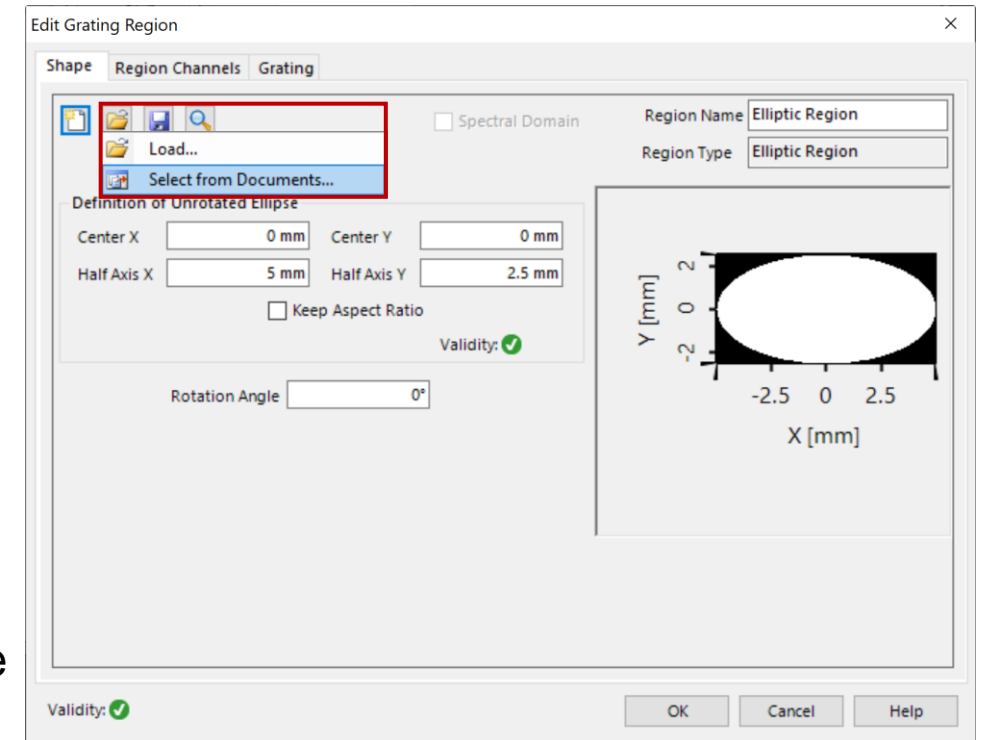 Edit Grating Region
Shape Region Channels Grating
Spectral Domain Region Name Elliptic Region
Load... Region Type Elliptic Region
Select from Documents...
Definition of Unrotated Ellipse
Center X 0 mm Center Y 0 mm
Half Axis X 5 mm Half Axis Y 2.5 mm
Keep Aspect Ratio
Validity:
Rotation Angle 0°
Y [mm]
2
0
-2
-2.5 0 2.5
X [mm]
e
Validity: OK Cancel Help